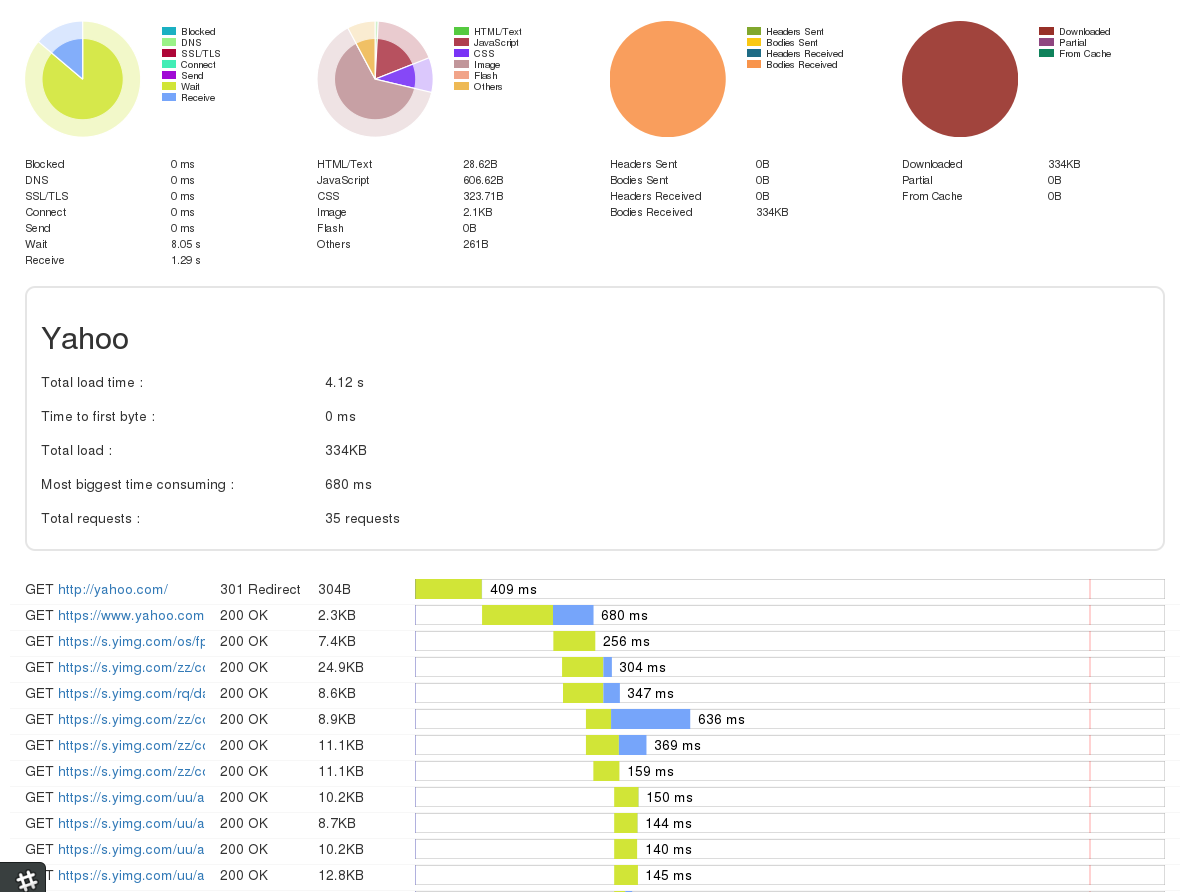 Blocked
DNS
SSL/TLS
Connect
Send
Wait
Receive
HTML/Text
JavaScript
CSS
Image
Flash
Others
Headers Sent
Bodies Sent
Headers Received
Bodies Received
Downloaded
Partial
From Cache
Blocked 0 ms
DNS 0 ms
SSL/TLS 0 ms
Connect 0 ms
Send 0 ms
Wait 8.05 s
Receive 1.29 s
HTML/Text 28.62B
JavaScript 606.62B
CSS 323.71B
Image 2.1KB
Flash 0B
Others 261B
Headers Sent 0B
Bodies Sent 0B
Headers Received 0B
Bodies Received 334KB
Downloaded 334KB
Partial 0B
From Cache 0B
Yahoo
Total load time : 4.12 s
Time to first byte : 0 ms
Total load : 334KB
Most biggest time consuming : 680 ms
Total requests : 35 requests
GET http://yahoo.com/ 301 Redirect 304B 409 ms
GET https://www.yahoo.com 200 OK 2.3KB 680 ms
GET https://s.yimg.com/os/fp 200 OK 7.4KB 256 ms
GET https://s.yimg.com/zz/co 200 OK 24.9KB 304 ms
GET https://s.yimg.com/rq/da 200 OK 8.6KB 347 ms
GET https://s.yimg.com/zz/co 200 OK 8.9KB 636 ms
GET https://s.yimg.com/zz/co 200 OK 11.1KB 369 ms
GET https://s.yimg.com/zz/co 200 OK 11.1KB 159 ms
GET https://s.yimg.com/uu/a 200 OK 10.2KB 150 ms
GET https://s.yimg.com/uu/a 200 OK 8.7KB 144 ms
GET https://s.yimg.com/uu/a 200 OK 10.2KB 140 ms
T https://s.yimg.com/uu/a 200 OK 12.8KB 145 ms